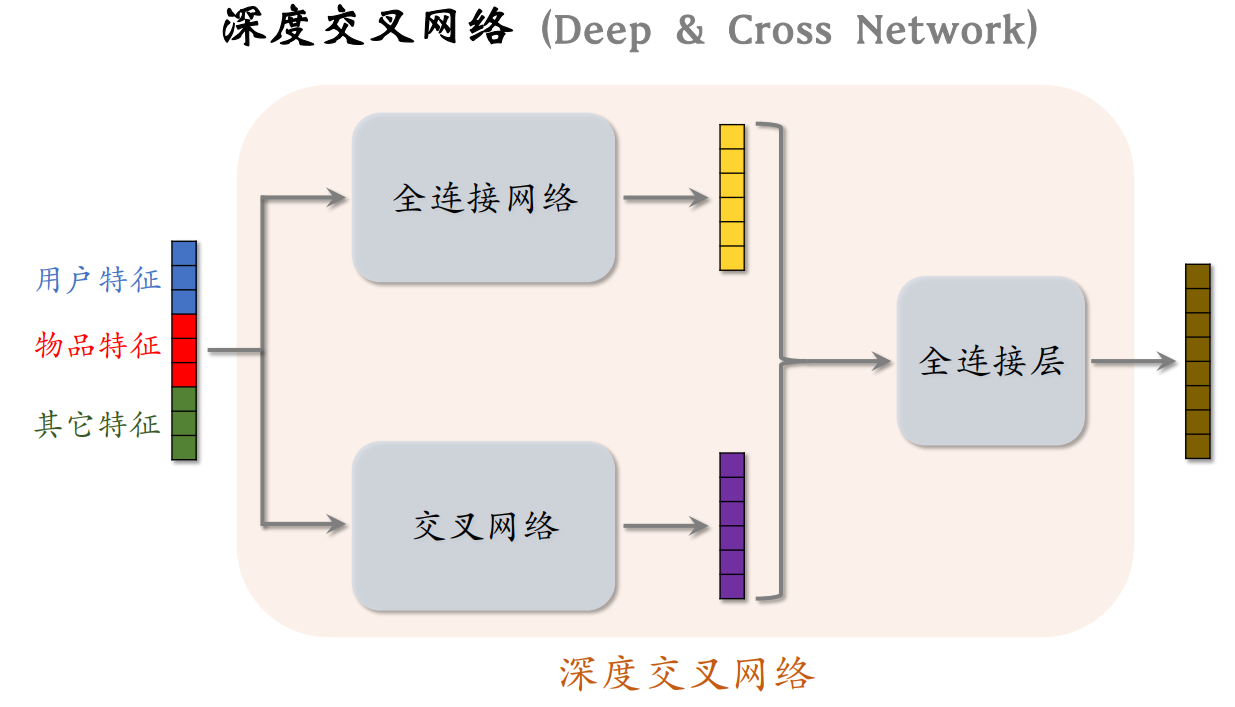 深度交叉网络 (Deep & Cross Network)
全连接网络
用户特征
物品特征
全连接层
其它特征
交叉网络
深度交叉网络